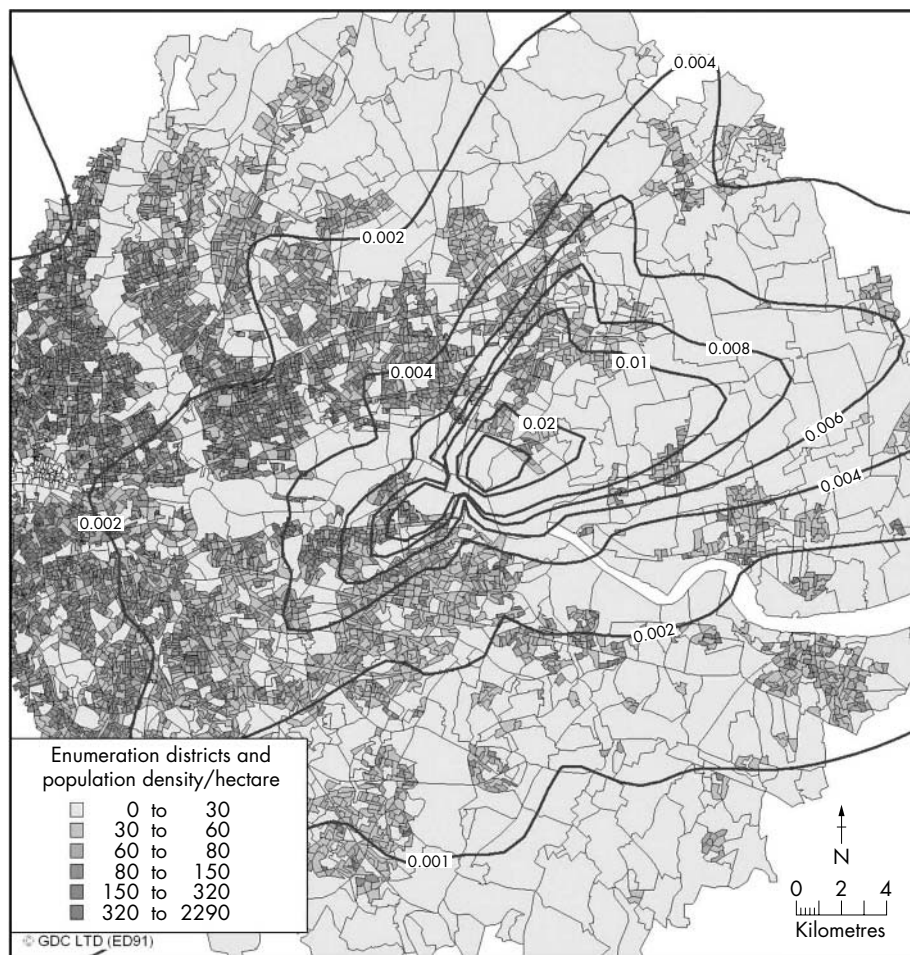 0.004
0.002
0.004
0.008
0.01
0.02
0.006
0.004
0.002
0.002
0.001
Enumeration districts and
population density/hectare
0 to 30
30 to 60
60 to 80
80 to 150
150 to 320
320 to 2290
© GDC LTD (ED91)
N
0 2 4
Kilometres